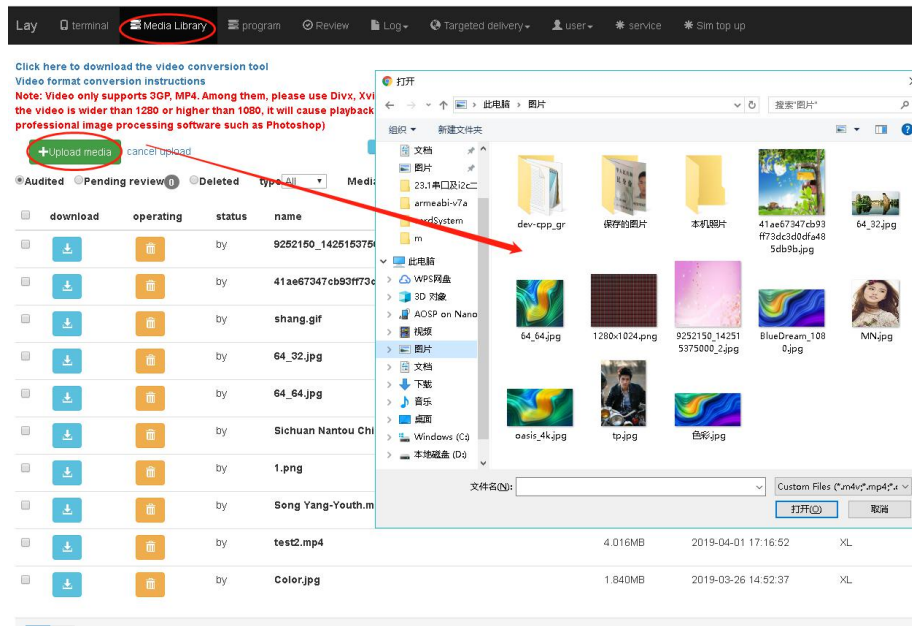 Lay terminal Media Library program Review Log Targeted delivery user service Sim top up
Click here to download the video conversion tool
Video format conversion instructions
Note: Video only supports 3GP, MP4. Among them, please use Divx, Xvi
the video is wider than 1280 or higher than 1080, it will cause playback
professional image processing software such as Photoshop)
+Upload media cancel upload
Audited Pending review 0 Deleted type All Media
download operating status name
by 9252150_1425153750
by 41ae67347cb93ff73c
by shang.gif
by 64_32.jpg
by 64_64.jpg
by Sichuan Nantou Chi
by 1.png
by Song Yang-Youth.m
by test2.mp4 4.016MB 2019-04-01 17:16:52 XL
by Color.jpg 1.840MB 2019-03-26 14:52:37 XL
打开
此电脑 › 图片
搜索"图片"
组织 新建文件夹
文档
图片
23.1串口及i2c二
armeabi-v7a
m
此电脑
WPS网盘
3D 对象
AOSP on Nano
视频
图片
文档
下载
音乐
桌面
Windows (C:)
本地磁盘 (D:)
dev-cpp_gr
保存的图片
本机照片
41ae67347cb93
ff73dc3d0dfa48
5db9b.jpg
64_32.jpg
64_64.jpg
1280x1024.png
9252150_14251
5375000_2.jpg
BlueDream_108
0.jpg
MN.jpg
oasis_4k.jpg
tp.jpg
色彩.jpg
文件名(N):
Custom Files (*.m4v;*.mp4;*.
打开(O) 取消